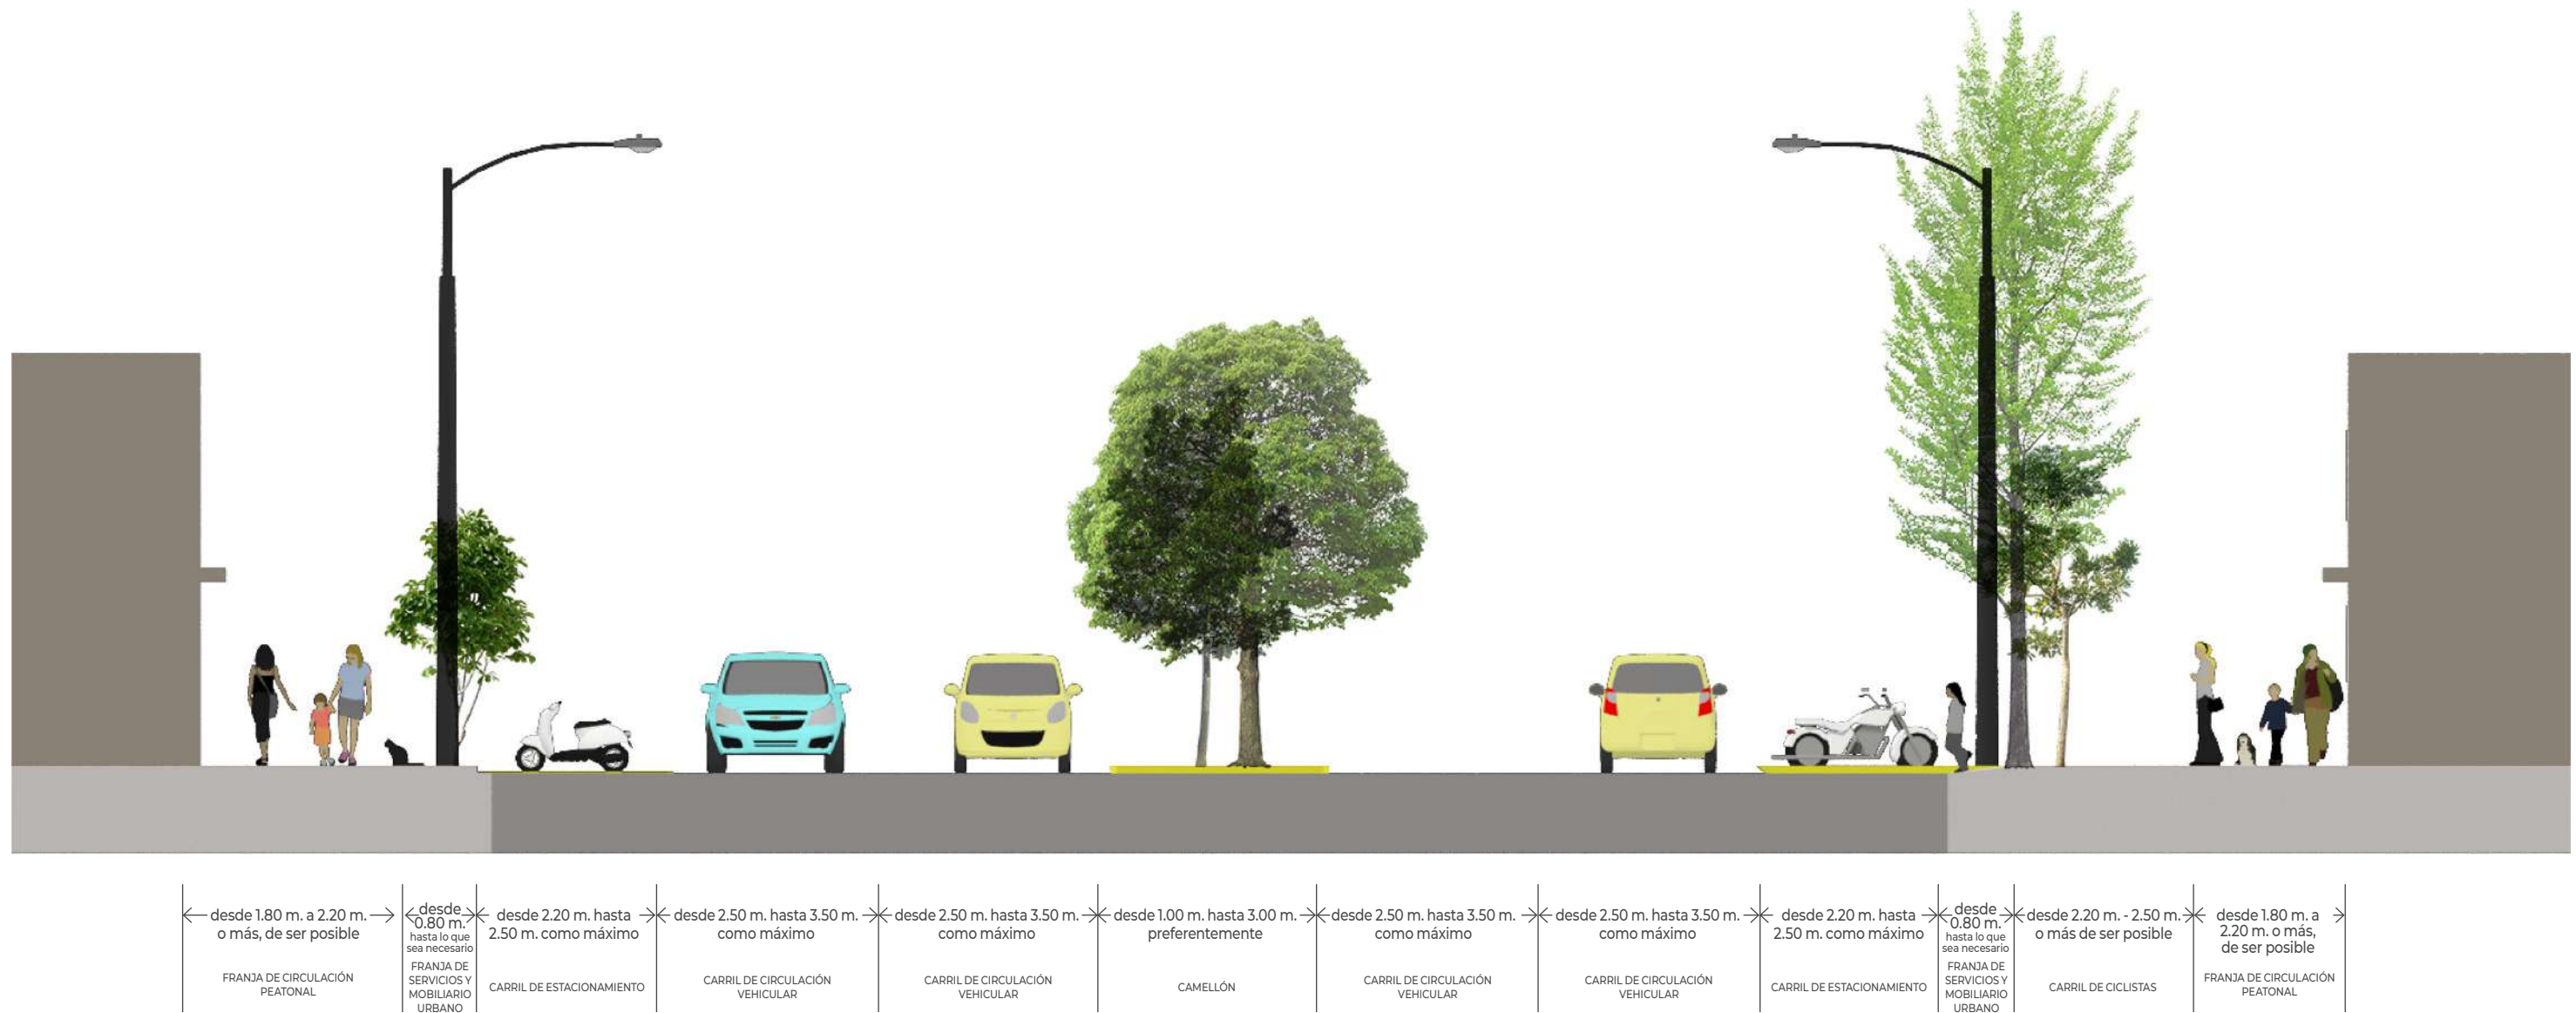 desde 1.80 m. a 2.20 m.
o más, de ser posible
FRANJA DE CIRCULACIÓN
PEATONAL
desde
0.80 m.
hasta lo que
sea necesario
FRANJA DE
SERVICIOS Y
MOBILIARIO
URBANO
desde 2.20 m. hasta
2.50 m. como máximo
CARRIL DE ESTACIONAMIENTO
desde 2.50 m. hasta 3.50 m.
como máximo
CARRIL DE CIRCULACIÓN
VEHICULAR
desde 2.50 m. hasta 3.50 m.
como máximo
CARRIL DE CIRCULACIÓN
VEHICULAR
desde 1.00 m. hasta 3.00 m.
preferentemente
CAMELLÓN
desde 2.50 m. hasta 3.50 m.
como máximo
CARRIL DE CIRCULACIÓN
VEHICULAR
desde 2.50 m. hasta 3.50 m.
como máximo
CARRIL DE CIRCULACIÓN
VEHICULAR
desde 2.20 m. hasta
2.50 m. como máximo
CARRIL DE ESTACIONAMIENTO
desde
0.80 m.
hasta lo que
sea necesario
FRANJA DE
SERVICIOS Y
MOBILIARIO
URBANO
desde 2.20 m. - 2.50 m.
o más de ser posible
CARRIL DE CICLISTAS
desde 1.80 m. a
2.20 m. o más,
de ser posible
FRANJA DE CIRCULACIÓN
PEATONAL